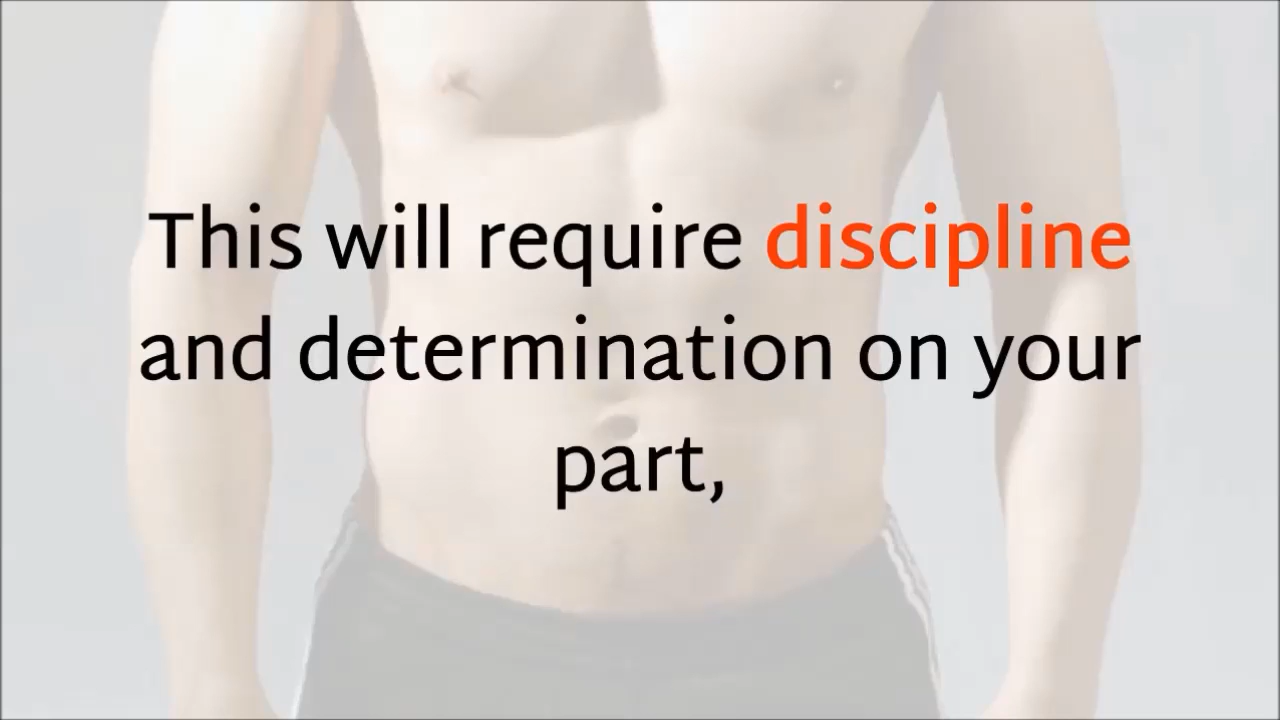 This will require discipline
and determination on your
part,